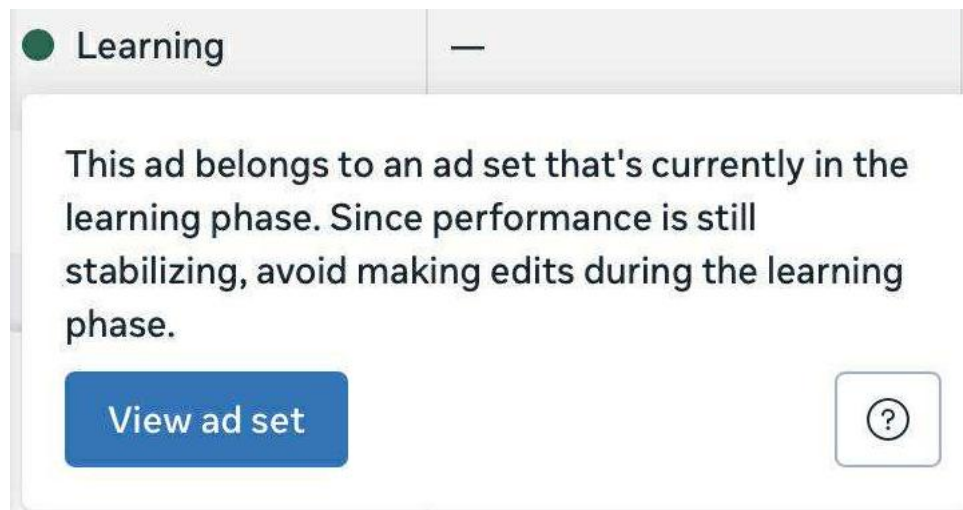 Learning
—
This ad belongs to an ad set that's currently in the
learning phase. Since performance is still
stabilizing, avoid making edits during the learning
phase.
View ad set
?